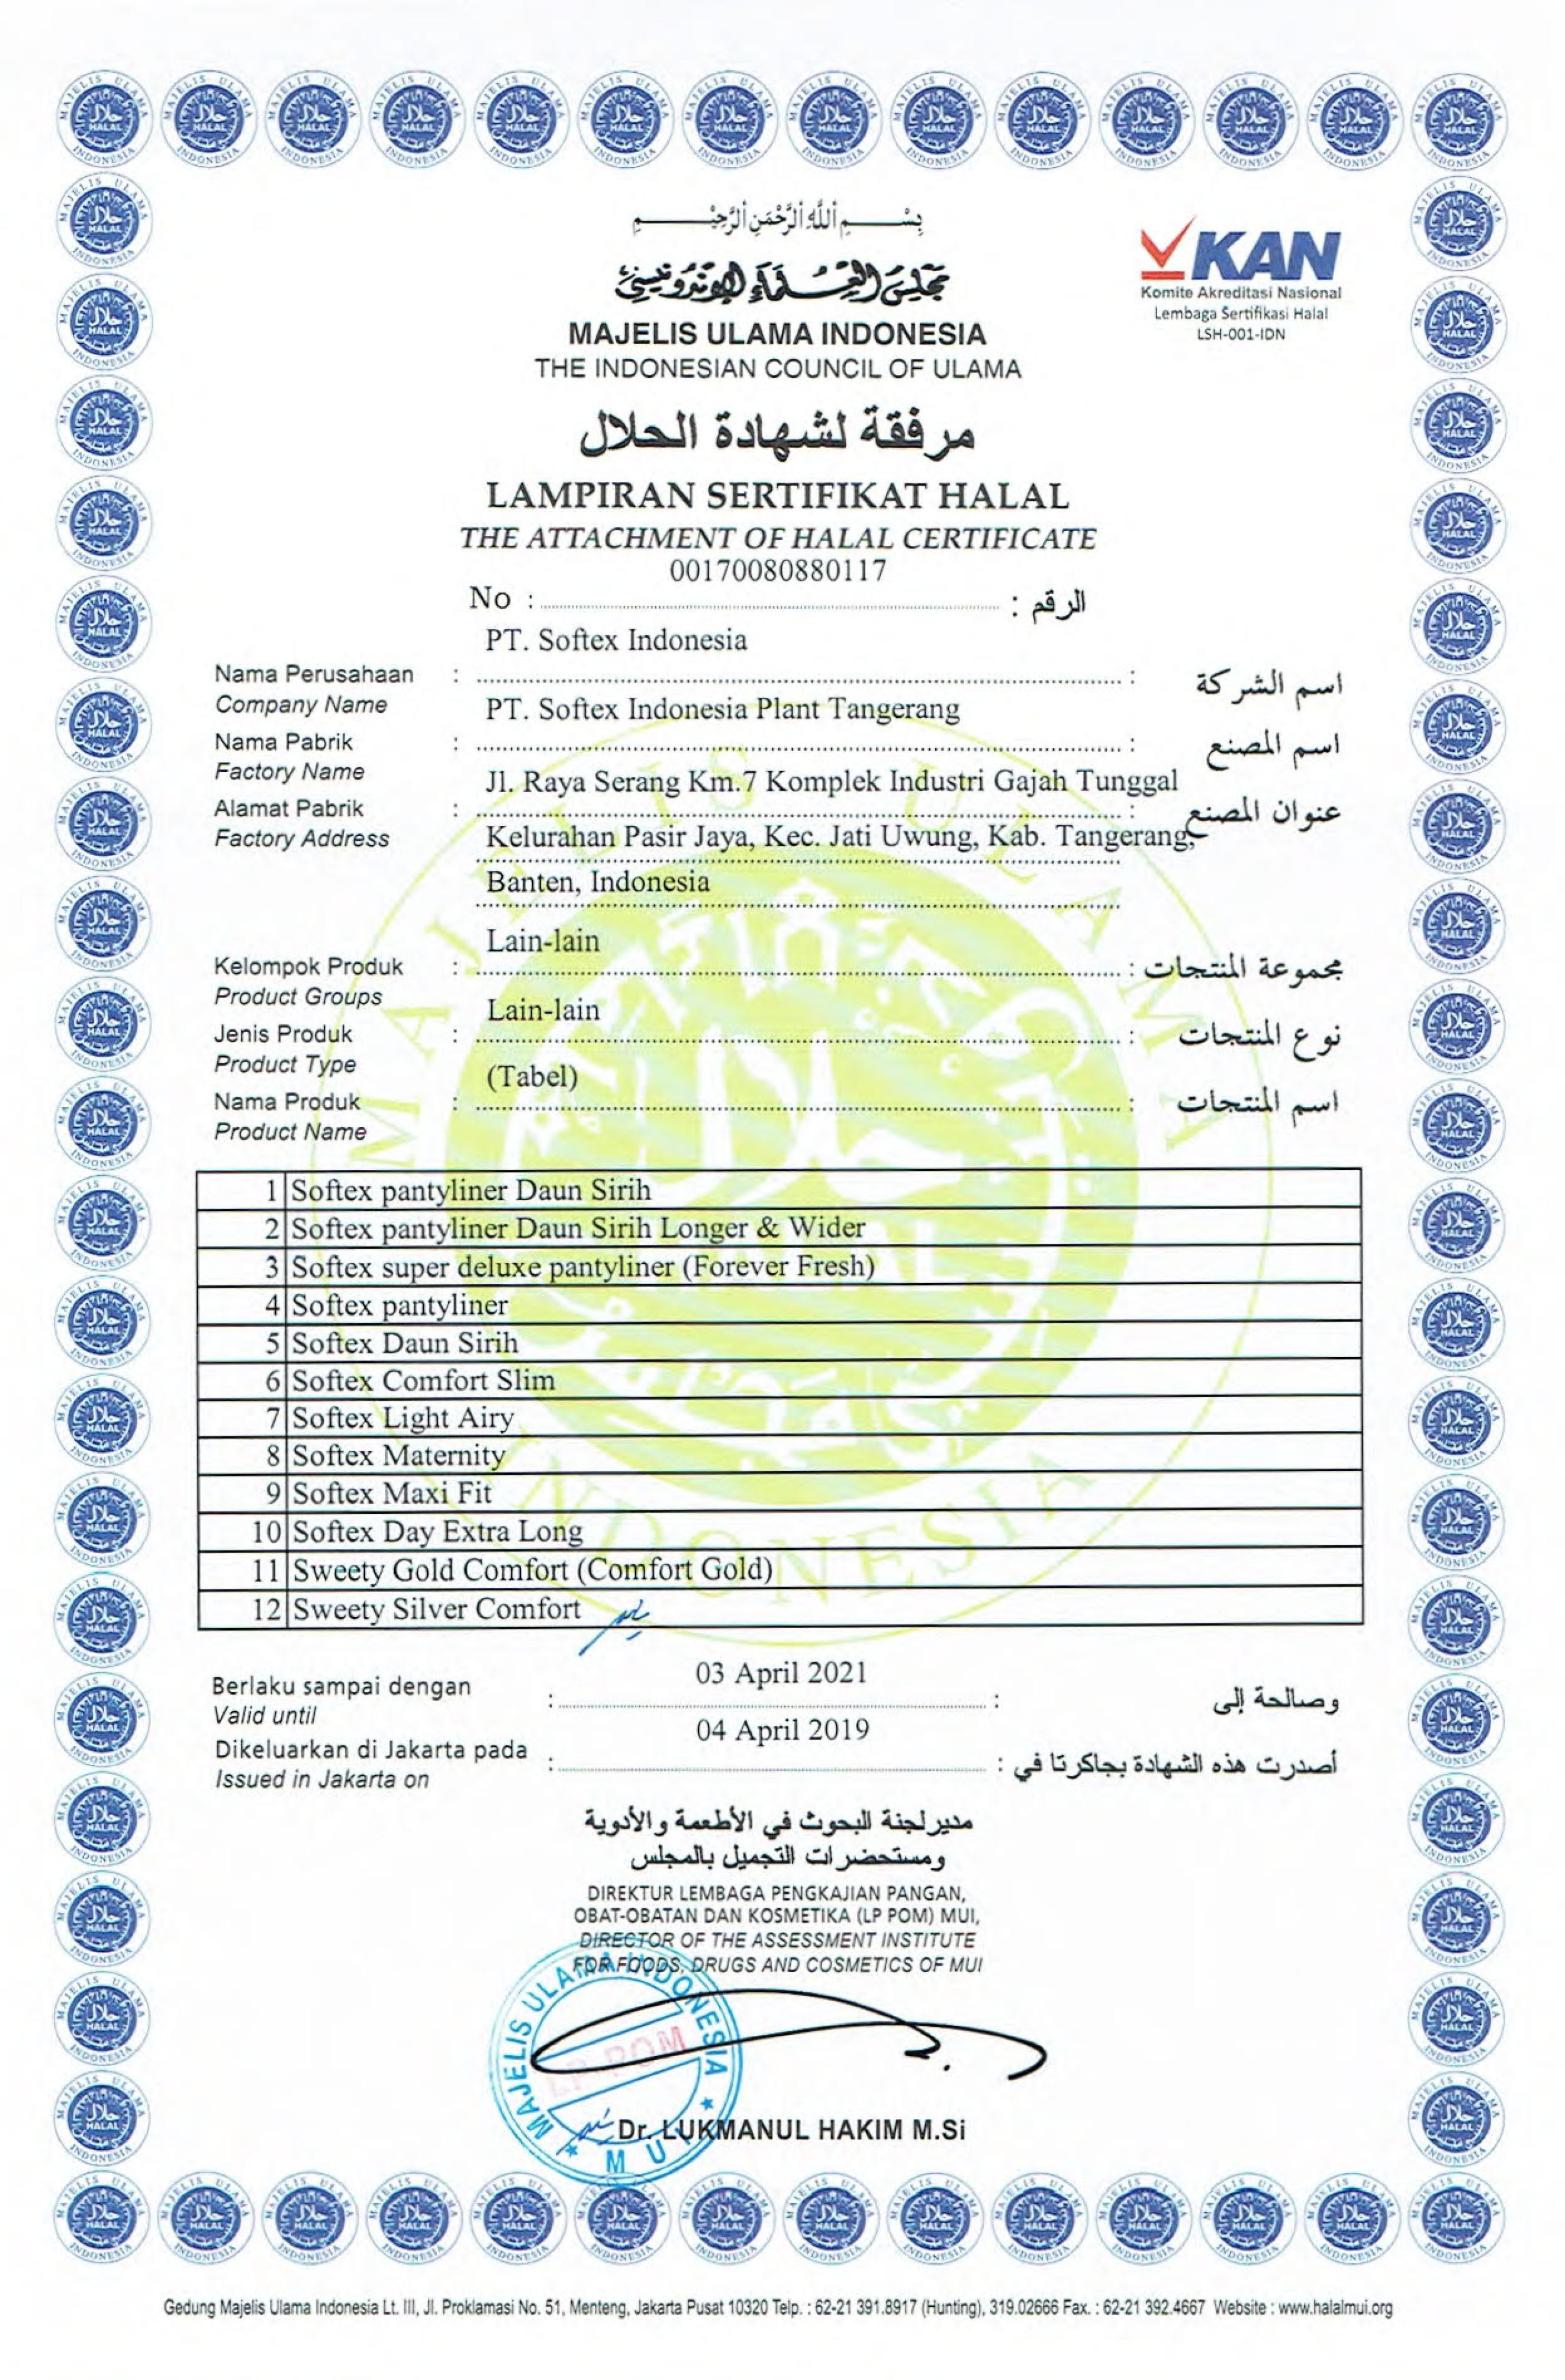 بِسْــــمِ ٱللَّهِ ٱلرَّحْمَنِ ٱلرَّحِيْـــــمِ
مجلس العلماء الإندونيسي
MAJELIS ULAMA INDONESIA
THE INDONESIAN COUNCIL OF ULAMA
KAN
Komite Akreditasi Nasional
Lembaga Sertifikasi Halal
LSH-001-IDN
مرفقة لشهادة الحلال
LAMPIRAN SERTIFIKAT HALAL
THE ATTACHMENT OF HALAL CERTIFICATE
00170080880117
No : : الرقم
PT. Softex Indonesia
Nama Perusahaan : : اسم الشركة
Company Name
PT. Softex Indonesia Plant Tangerang
Nama Pabrik : : اسم المصنع
Factory Name
Jl. Raya Serang Km.7 Komplek Industri Gajah Tunggal
Alamat Pabrik : : عنوان المصنع
Factory Address
Kelurahan Pasir Jaya, Kec. Jati Uwung, Kab. Tangerang,
Banten, Indonesia
Lain-lain
Kelompok Produk : : مجموعة المنتجات
Product Groups
Lain-lain
Jenis Produk : : نوع المنتجات
Product Type
(Tabel)
Nama Produk : : اسم المنتجات
Product Name
1 Softex pantyliner Daun Sirih
2 Softex pantyliner Daun Sirih Longer & Wider
3 Softex super deluxe pantyliner (Forever Fresh)
4 Softex pantyliner
5 Softex Daun Sirih
6 Softex Comfort Slim
7 Softex Light Airy
8 Softex Maternity
9 Softex Maxi Fit
10 Softex Day Extra Long
11 Sweety Gold Comfort (Comfort Gold)
12 Sweety Silver Comfort
03 April 2021
Berlaku sampai dengan : : وصالحة إلى
Valid until
04 April 2019
Dikeluarkan di Jakarta pada : : أصدرت هذه الشهادة بجاكرتا في
Issued in Jakarta on
مدير لجنة البحوث في الأطعمة والأدوية
ومستحضرات التجميل بالمجلس
DIREKTUR LEMBAGA PENGKAJIAN PANGAN,
OBAT-OBATAN DAN KOSMETIKA (LP POM) MUI,
DIRECTOR OF THE ASSESSMENT INSTITUTE
FOR FOODS, DRUGS AND COSMETICS OF MUI
MAJELIS ULAMA INDONESIA
LP-POM
M U I
Dr. LUKMANUL HAKIM M.Si
Gedung Majelis Ulama Indonesia Lt. III, Jl. Proklamasi No. 51, Menteng, Jakarta Pusat 10320 Telp. : 62-21 391.8917 (Hunting), 319.02666 Fax. : 62-21 392.4667 Website : www.halalmui.org